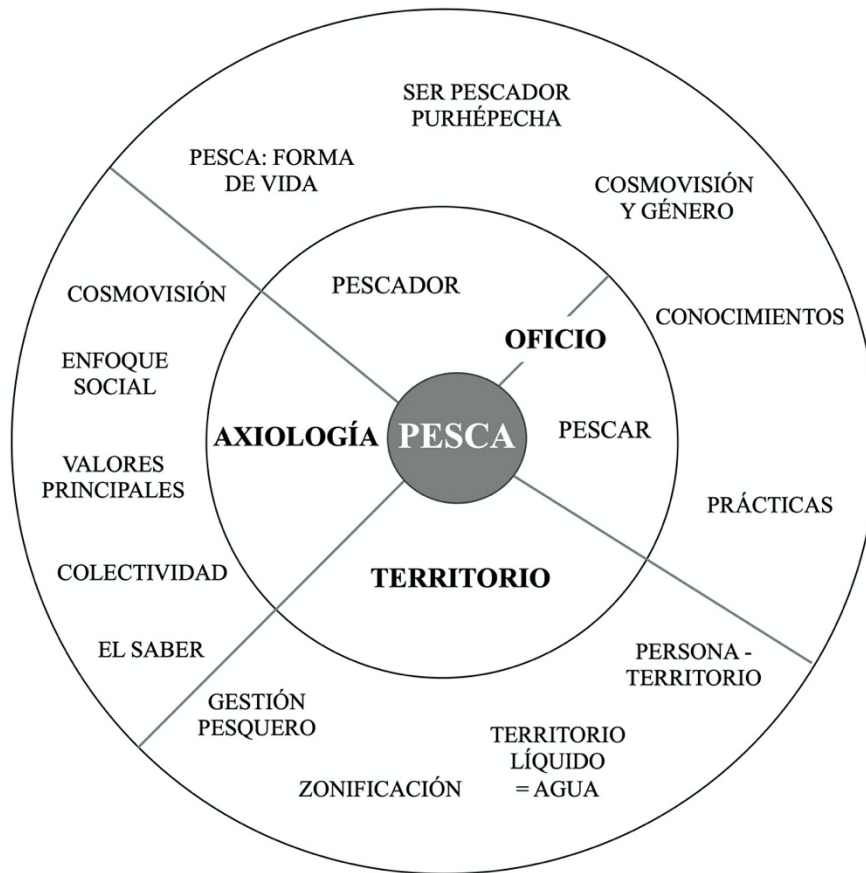 SER PESCADOR
PURHÉPECHA
PESCA: FORMA
DE VIDA
COSMOVISIÓN
Y GÉNERO
PESCADOR
COSMOVISIÓN
CONOCIMIENTOS
OFICIO
ENFOQUE
SOCIAL
AXIOLOGÍA
PESCA
PESCAR
VALORES
PRINCIPALES
PRÁCTICAS
COLECTIVIDAD
TERRITORIO
EL SABER
PERSONA -
TERRITORIO
GESTIÓN
PESQUERO
TERRITORIO
LÍQUIDO
= AGUA
ZONIFICACIÓN